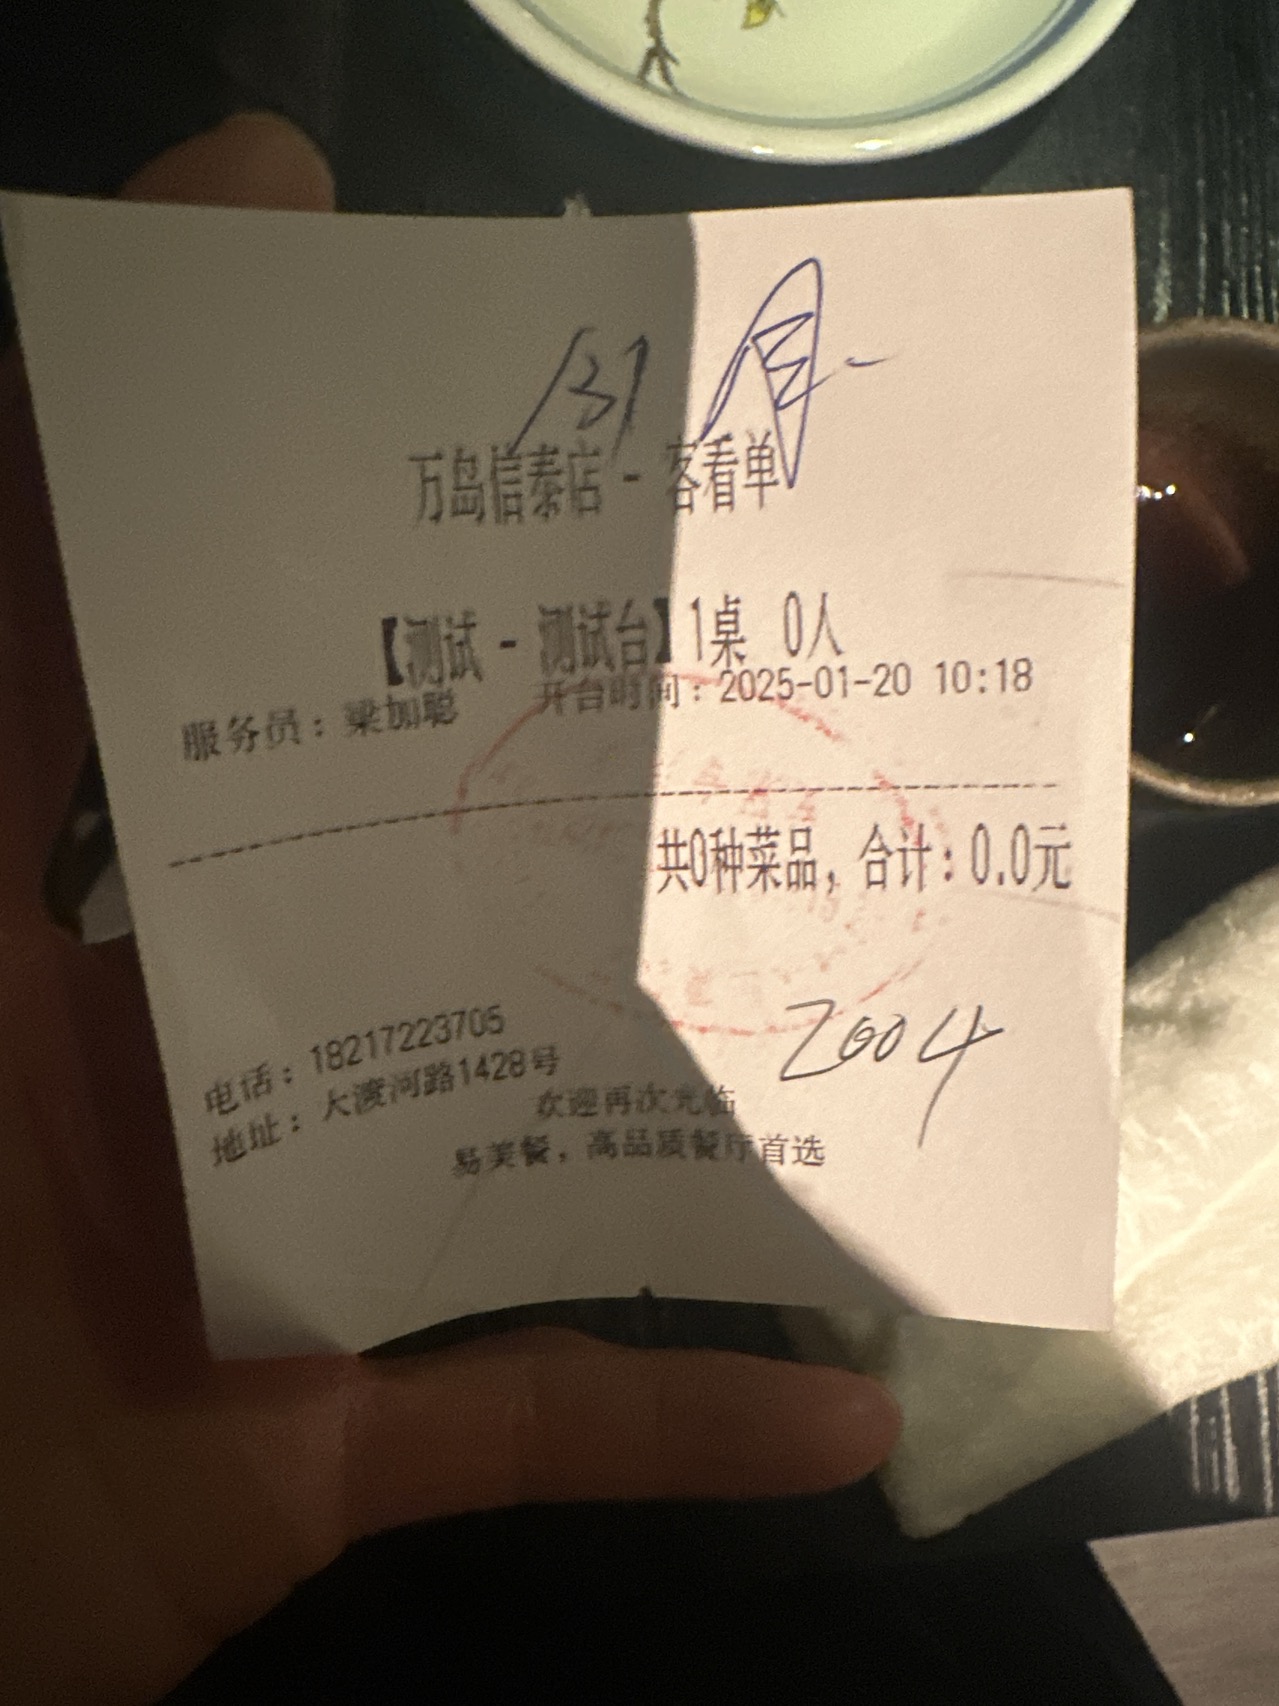 131
万岛信泰店 - 客看单
【测试 - 测试台】1桌 0人
服务员：梁加聪 开台时间：2025-01-20 10:18
共0种菜品，合计：0.0元
2004
电话：18217223705
地址：大渡河路1428号
欢迎再次光临
易美餐，高品质餐厅首选